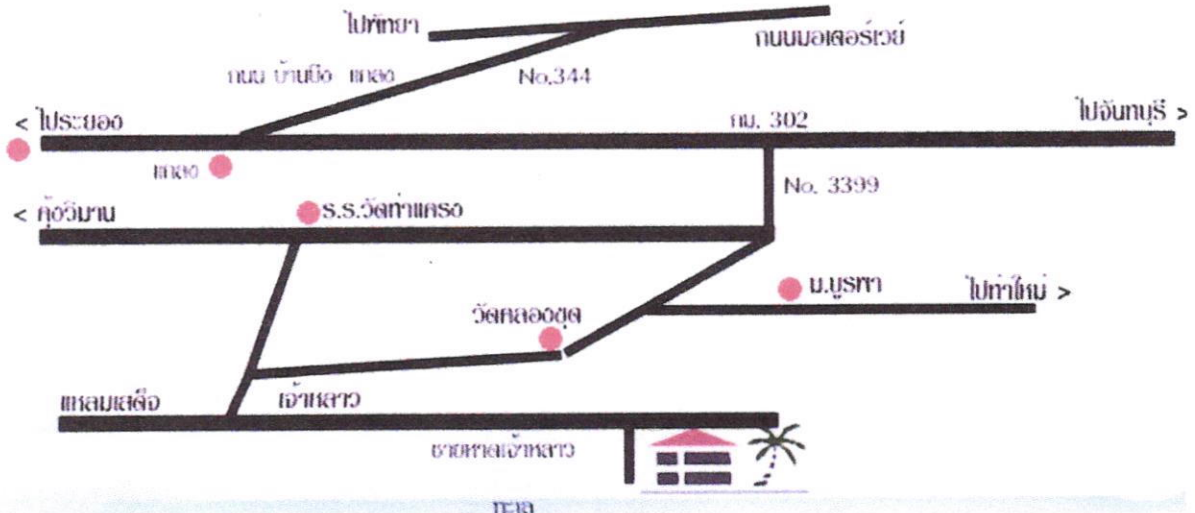 ไปพัทยา
ถนนมอเตอร์เวย์
ถนน บ้านบึง แกลง
No.344
< ไประยอง
กม. 302
ไปจันทบุรี >
แกลง
No. 3399
< คุ้งวิมาน
ร.ร.วัดท่าแครง
ม.บูรพา
ไปท่าใหม่ >
วัดคลองขุด
แหลมเสด็จ
เจ้าหลาว
ชายหาดเจ้าหลาว
ทะเล